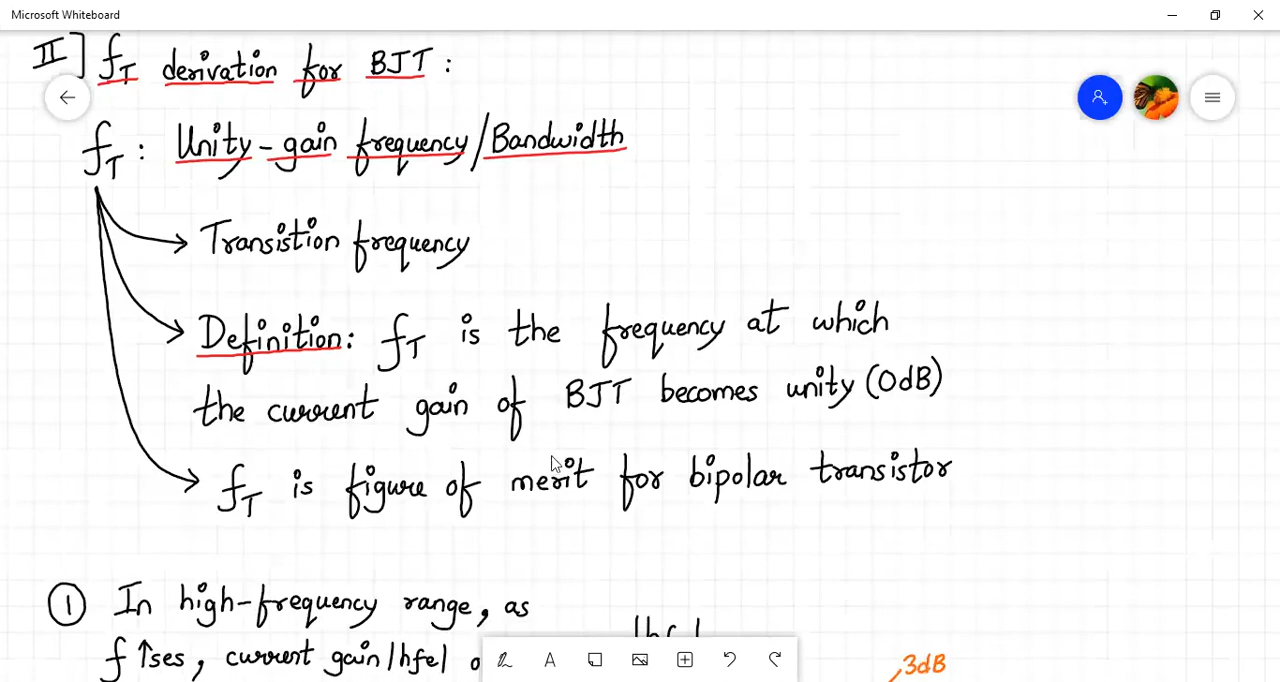 Microsoft Whiteboard
II] fT derivation for BJT :
fT : Unity-gain frequency/Bandwidth
Transistion frequency
Definition: fT is the frequency at which
the current gain of BJT becomes unity (0dB)
fT is figure of merit for bipolar transistor
① In high-frequency range, as
f ↑ses, current gain |hfe|
|hfe|
3dB